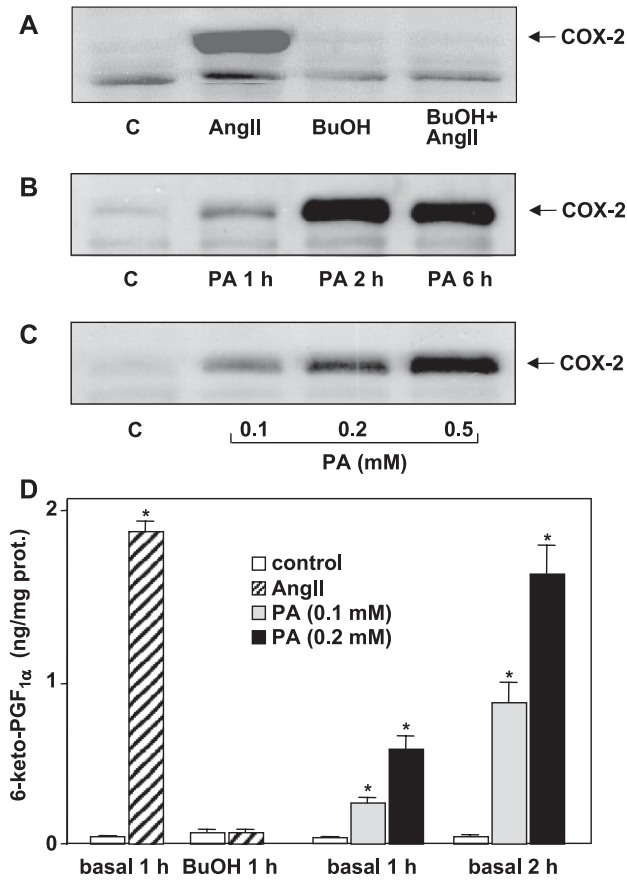 A
COX-2
C AngII BuOH BuOH+ AngII
B
COX-2
C PA 1 h PA 2 h PA 6 h
C
COX-2
C 0.1 0.2 0.5
PA (mM)
D
6-keto-PGF1α (ng/mg prot.)
2
1
0
* * * * *
control
AngII
PA (0.1 mM)
PA (0.2 mM)
basal 1 h BuOH 1 h basal 1 h basal 2 h